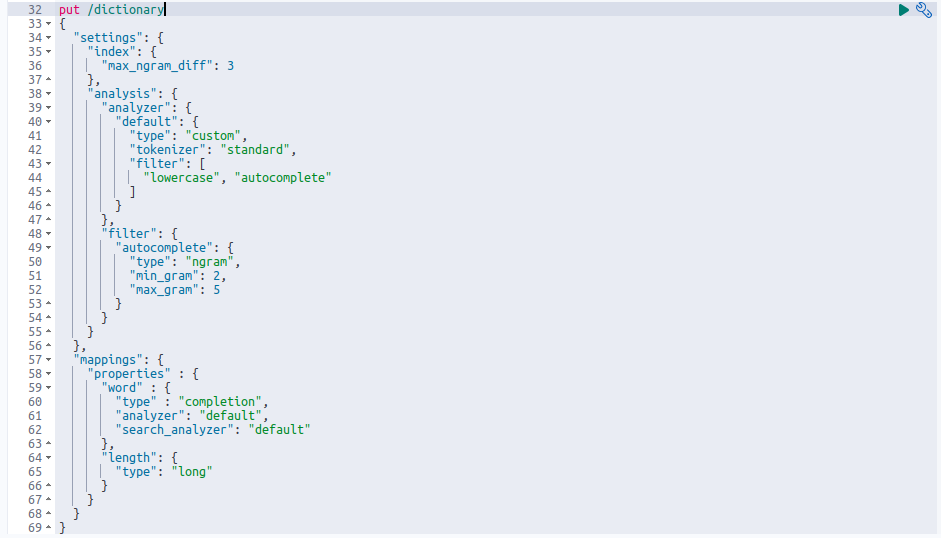 32 put /dictionary
33 {
34 "settings": {
35 "index": {
36 "max_ngram_diff": 3
37 },
38 "analysis": {
39 "analyzer": {
40 "default": {
41 "type": "custom",
42 "tokenizer": "standard",
43 "filter": [
44 "lowercase", "autocomplete"
45 ]
46 }
47 },
48 "filter": {
49 "autocomplete": {
50 "type": "ngram",
51 "min_gram": 2,
52 "max_gram": 5
53 }
54 }
55 }
56 },
57 "mappings": {
58 "properties" : {
59 "word" : {
60 "type" : "completion",
61 "analyzer": "default",
62 "search_analyzer": "default"
63 },
64 "length": {
65 "type": "long"
66 }
67 }
68 }
69 }